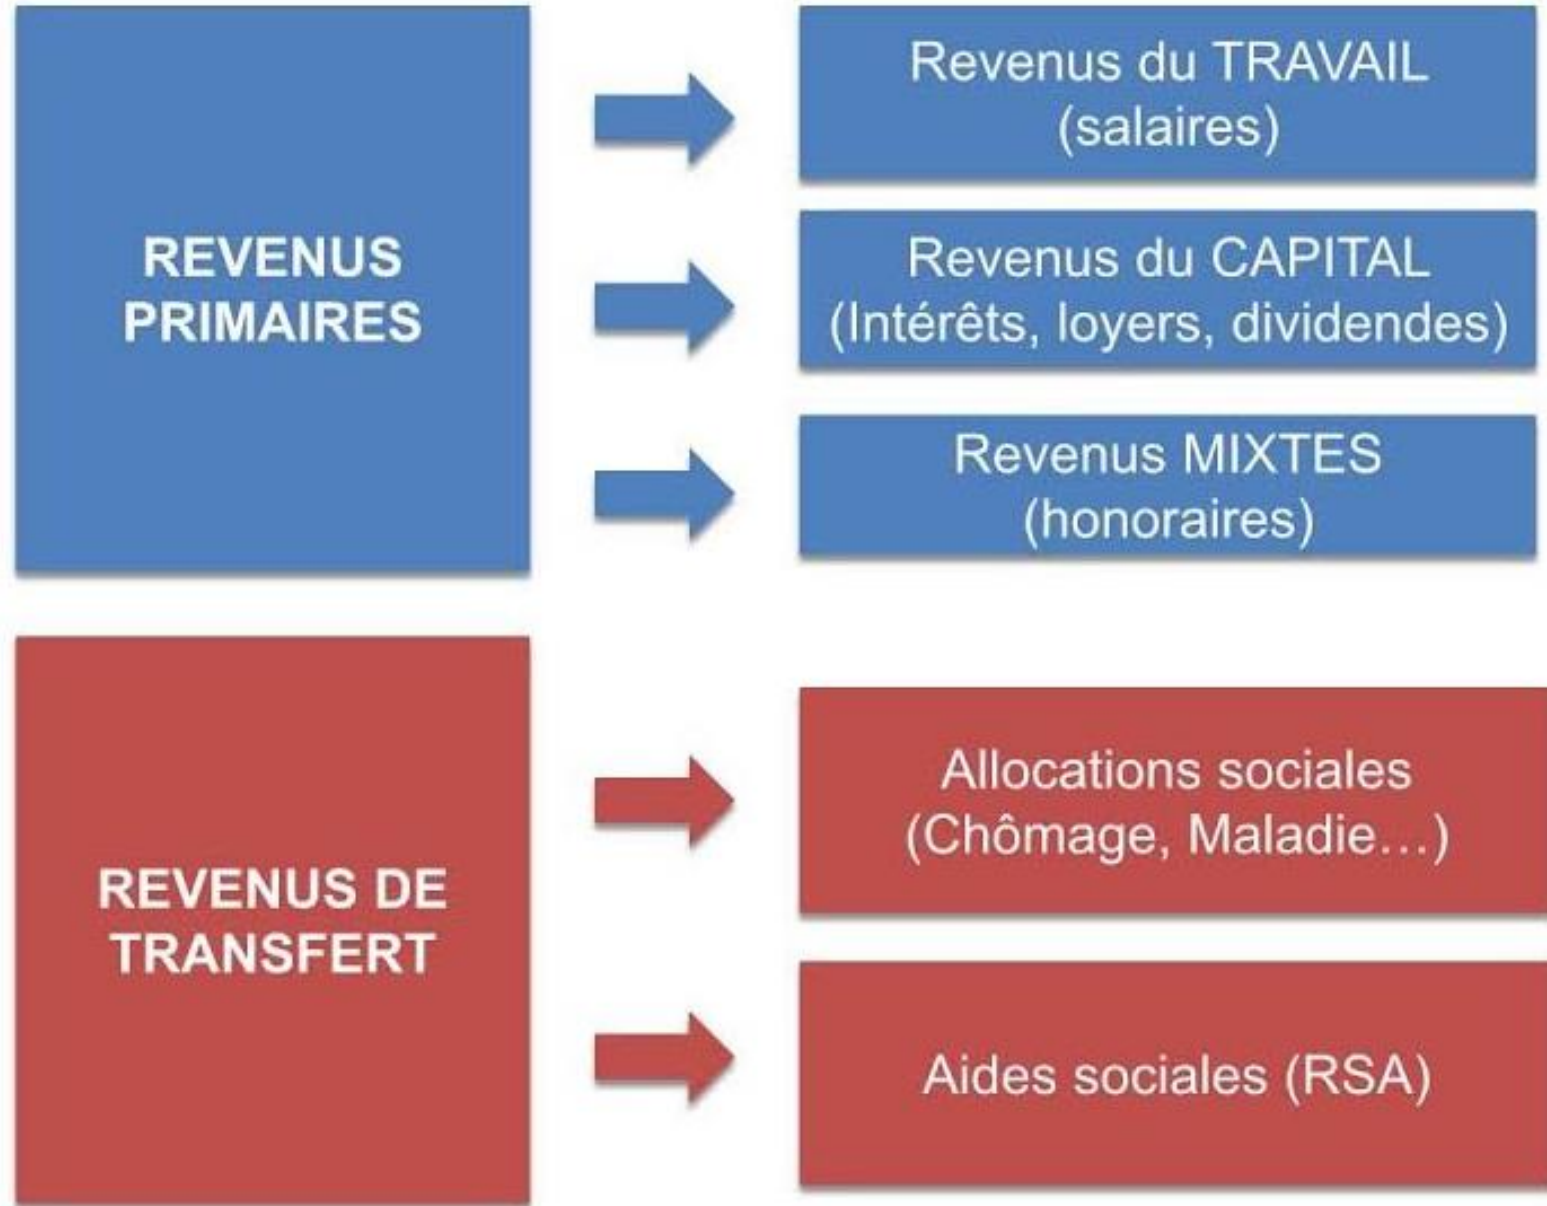 REVENUS
PRIMAIRES
Revenus du TRAVAIL
(salaires)
Revenus du CAPITAL
(Intérêts, loyers, dividendes)
Revenus MIXTES
(honoraires)
REVENUS DE
TRANSFERT
Allocations sociales
(Chômage, Maladie…)
Aides sociales (RSA)